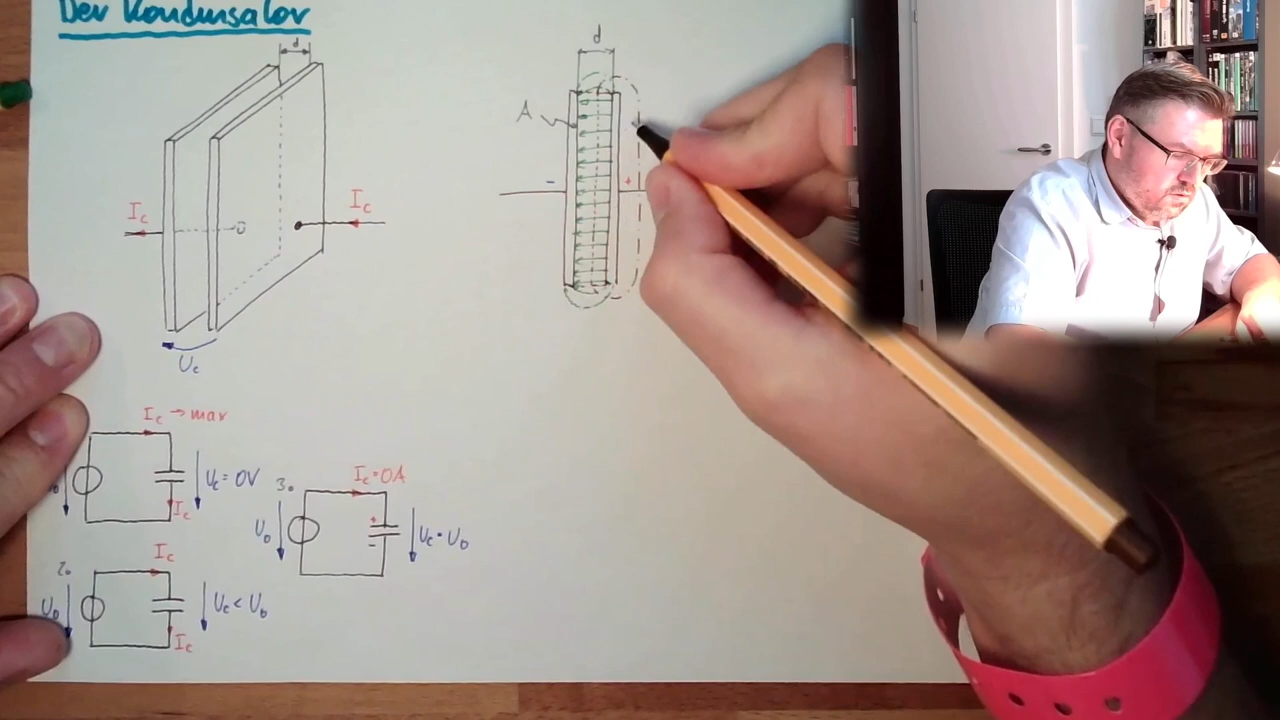 Der Kondensator
d
I_c
I_c
U_c
d
A
-
+
I_c → max
U_c = 0V
I_c
2.
I_c
U_0
U_c < U_0
I_c
3.
I_c = 0A
U_0
+
-
U_c = U_0